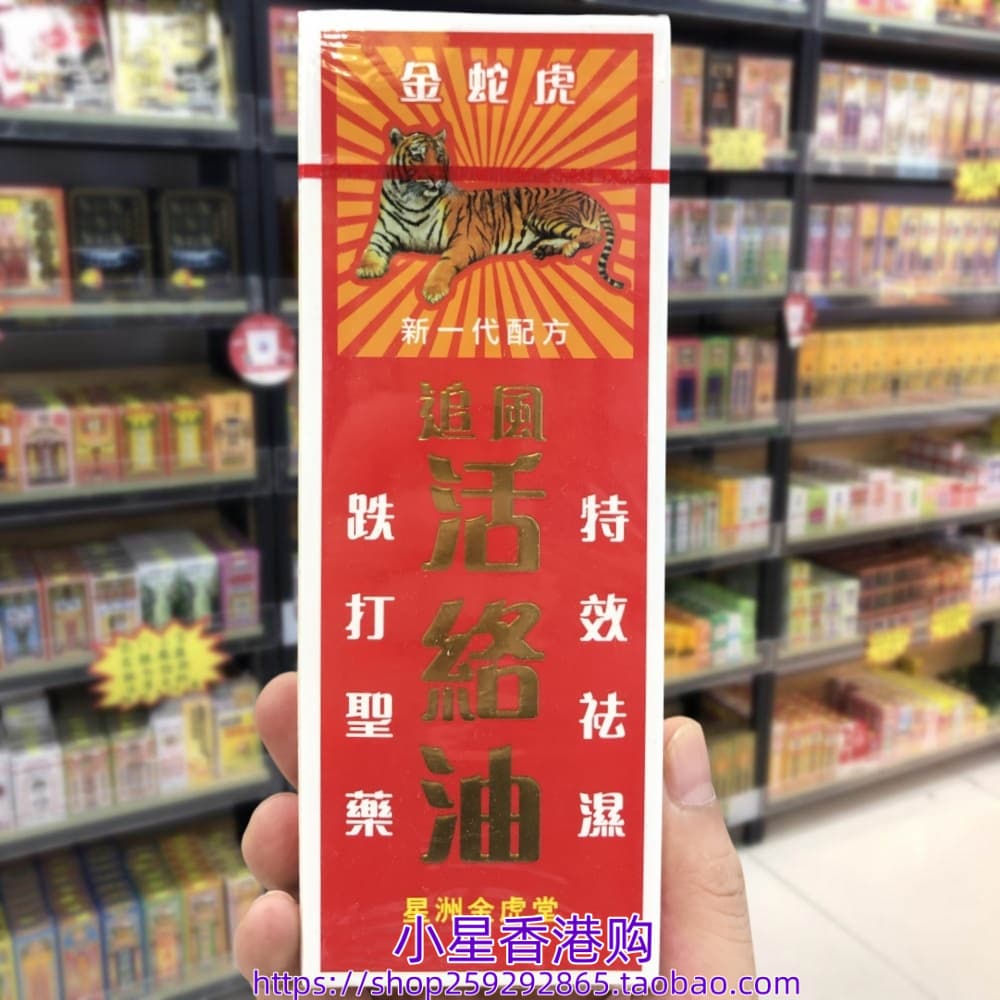 金蛇虎
新一代配方
追風
活絡油
特效祛濕
跌打聖藥
星洲金虎堂
小星香港购
https://shop259292865.taobao.com